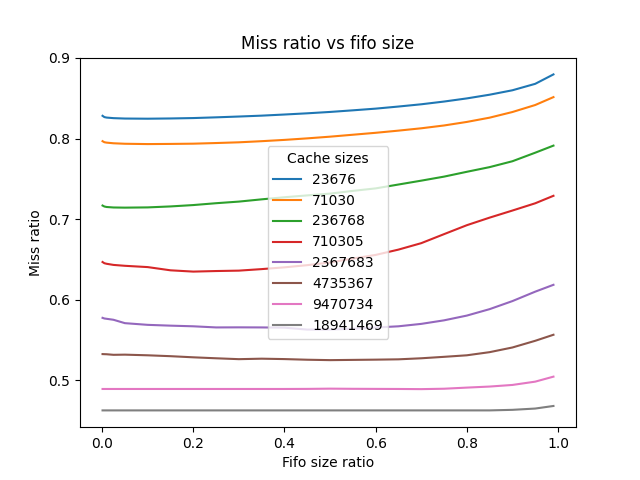 Miss ratio vs fifo size
0.9
0.8
0.7
0.6
0.5
Miss ratio
Cache sizes
23676
71030
236768
710305
2367683
4735367
9470734
18941469
0.0 0.2 0.4 0.6 0.8 1.0
Fifo size ratio